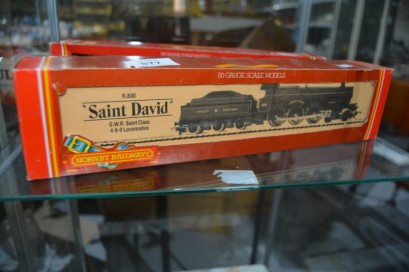 00 GAUGE SCALE MODELS
R.830
'Saint David'
G.W.R. Saint Class
4-6-0 Locomotive
HORNBY RAILWAYS